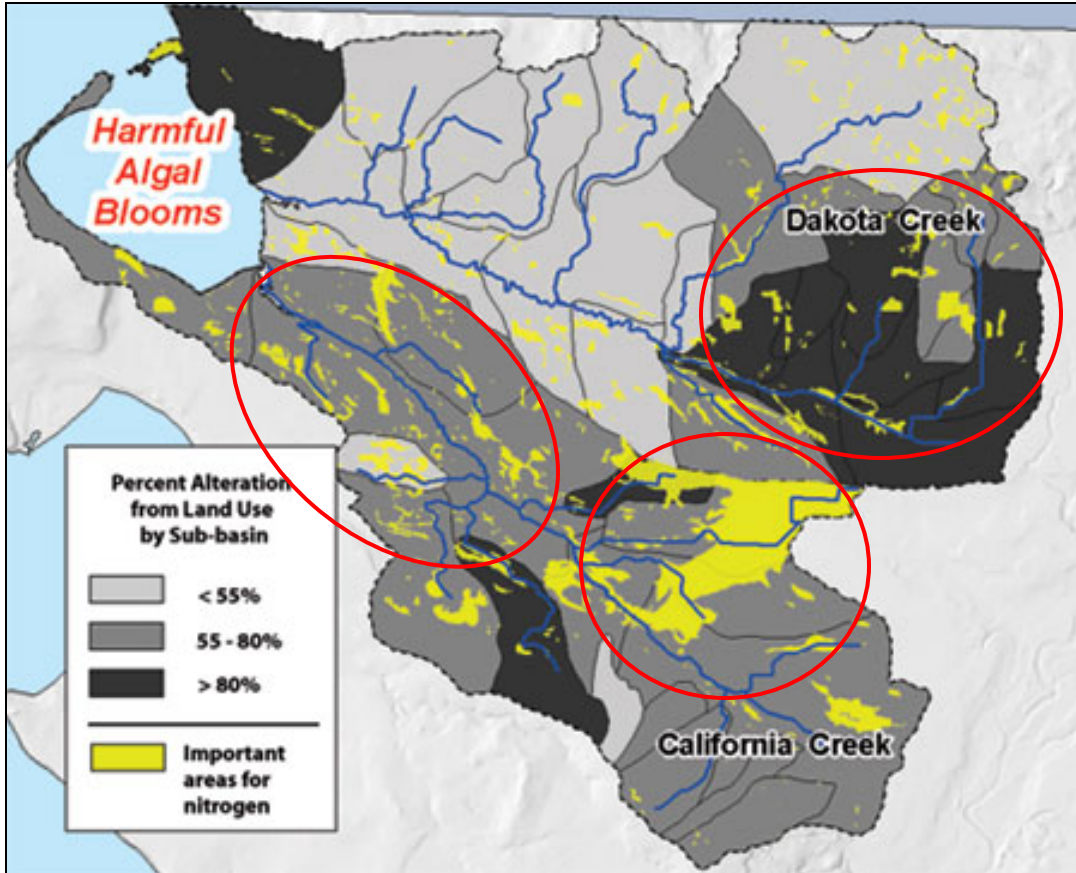 Harmful
Algal
Blooms
Dakota Creek
Percent Alteration
from Land Use
by Sub-basin
< 55%
55 - 80%
> 80%
Important
areas for
nitrogen
California Creek